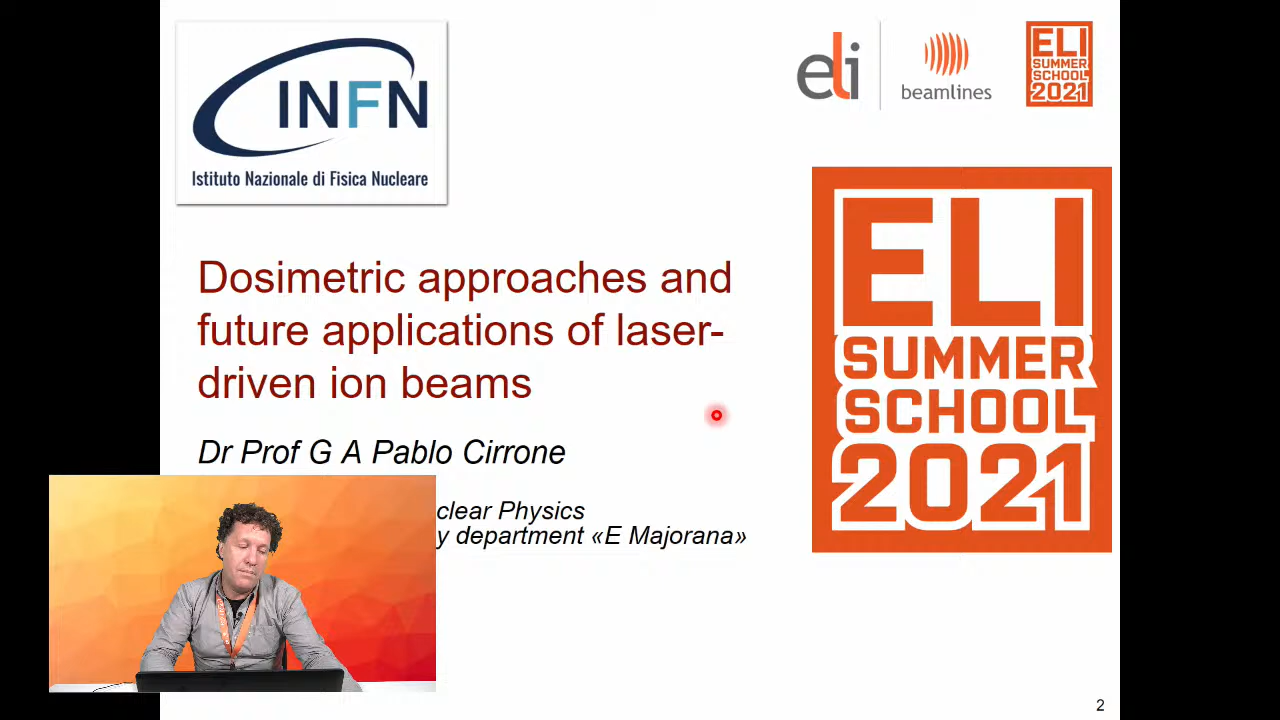 INFN
Istituto Nazionale di Fisica Nucleare
eli
beamlines
ELI
SUMMER
SCHOOL
2021
Dosimetric approaches and
future applications of laser-
driven ion beams
Dr Prof G A Pablo Cirrone
clear Physics
y department «E Majorana»
ELI
SUMMER
SCHOOL
2021
2